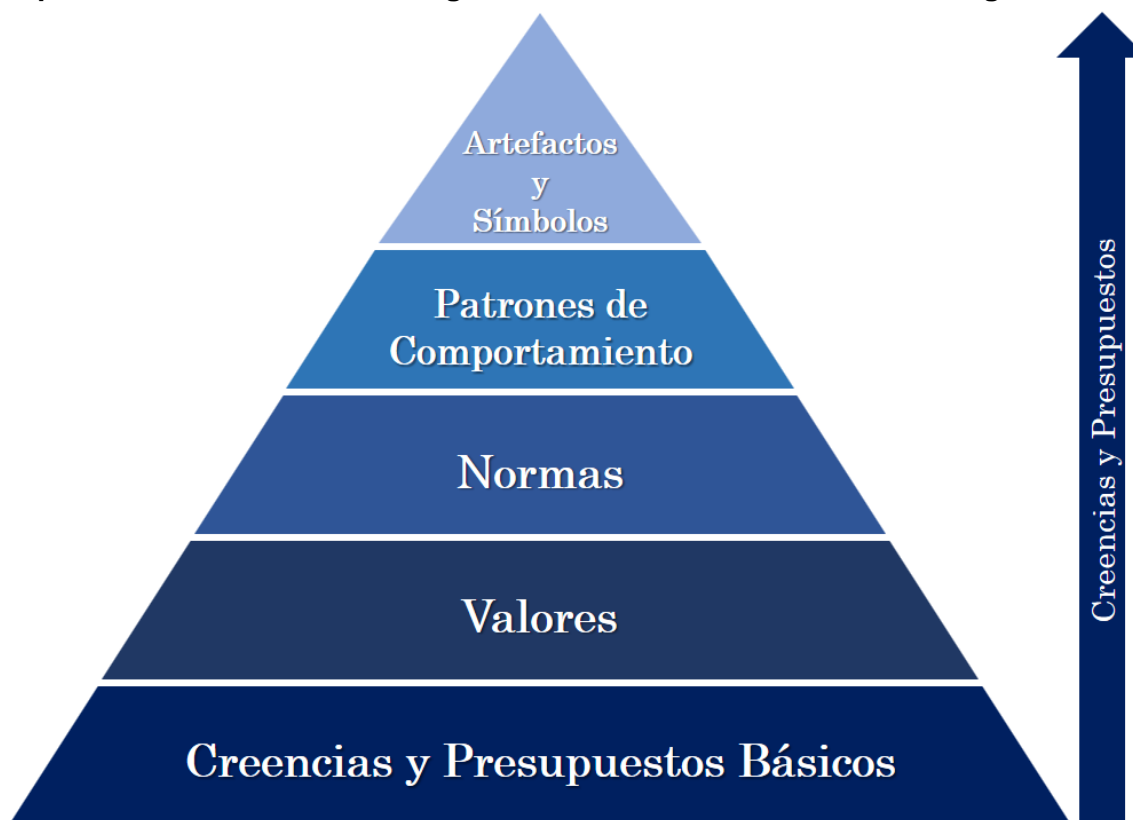 Artefactos
y
Símbolos
Patrones de
Comportamiento
Normas
Valores
Creencias y Presupuestos Básicos
Creencias y Presupuestos